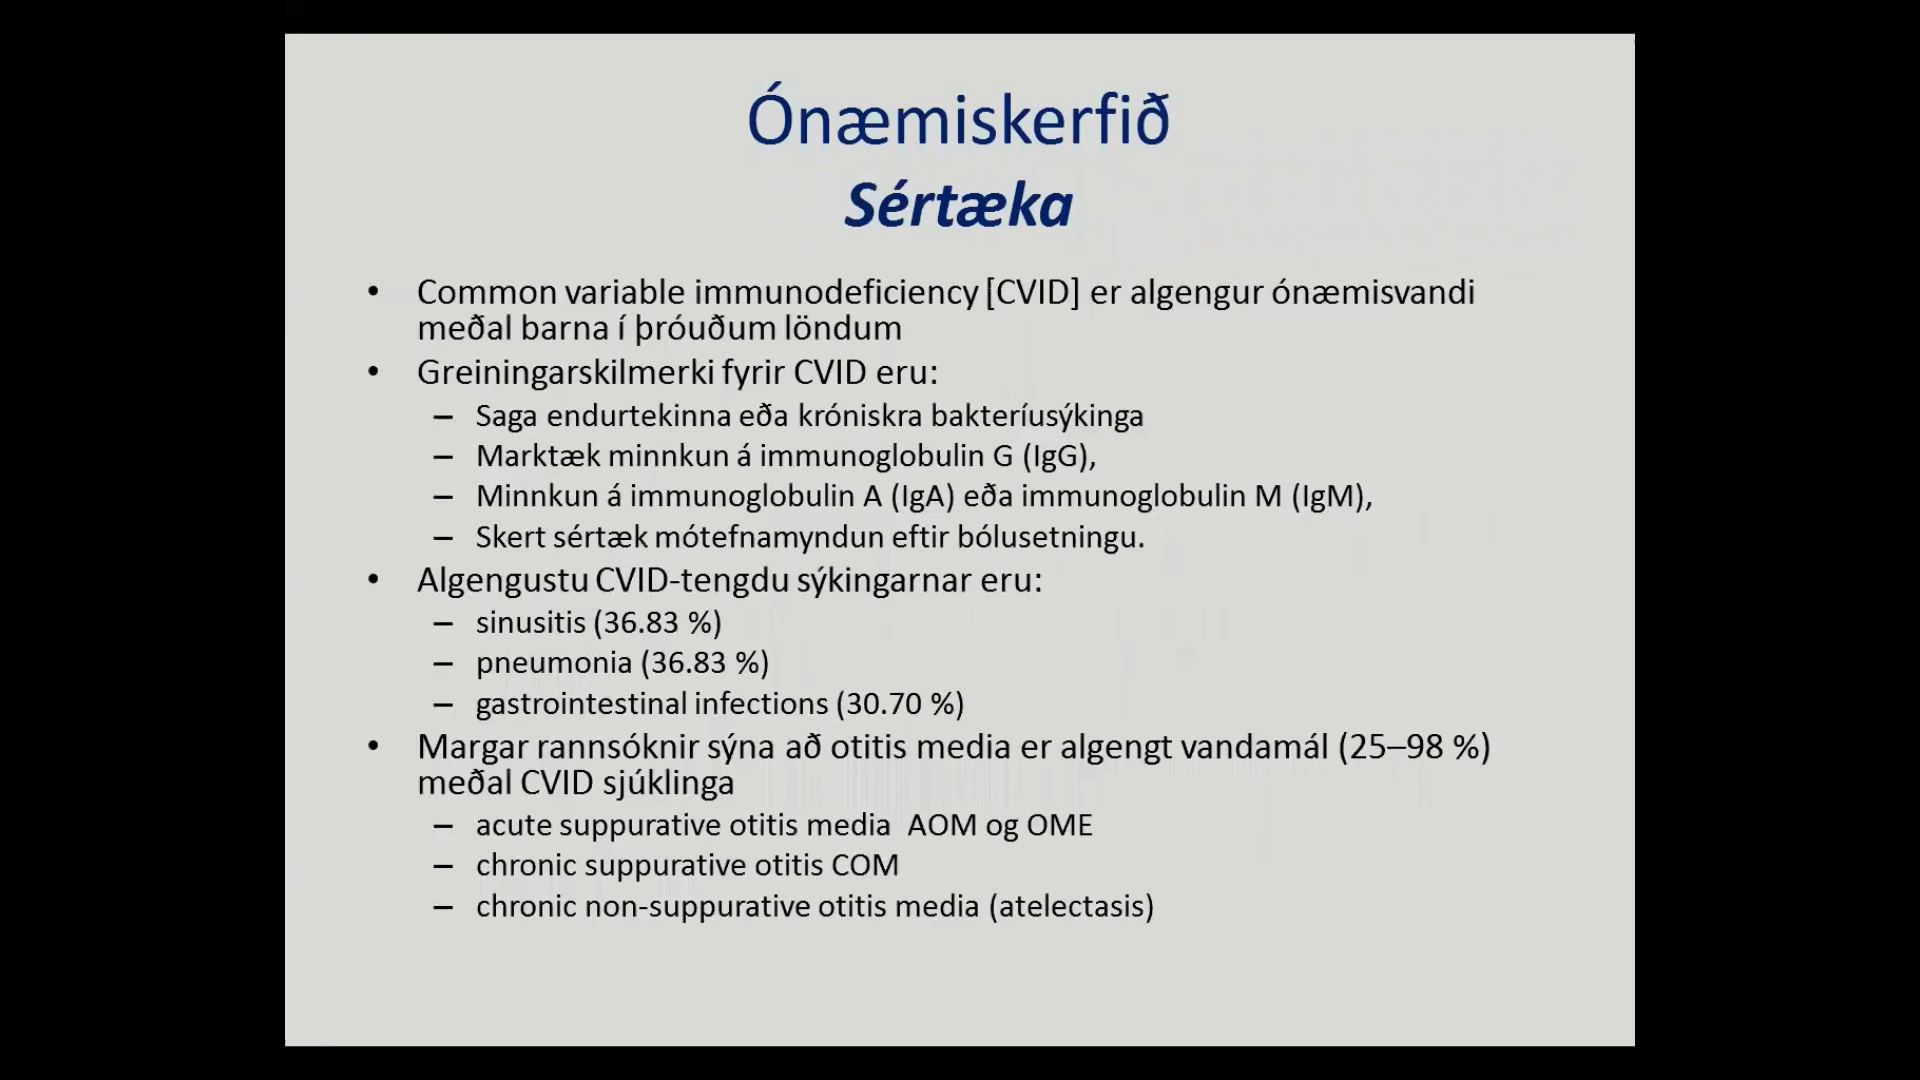 Ónæmiskerfið
Sértæka
• Common variable immunodeficiency [CVID] er algengur ónæmisvandi
meðal barna í þróuðum löndum
• Greiningarskilmerki fyrir CVID eru:
– Saga endurtekinna eða króniskra bakteríusýkinga
– Marktæk minnkun á immunoglobulin G (IgG),
– Minnkun á immunoglobulin A (IgA) eða immunoglobulin M (IgM),
– Skert sértæk mótefnamyndun eftir bólusetningu.
• Algengustu CVID-tengdu sýkingarnar eru:
– sinusitis (36.83 %)
– pneumonia (36.83 %)
– gastrointestinal infections (30.70 %)
• Margar rannsóknir sýna að otitis media er algengt vandamál (25–98 %)
meðal CVID sjúklinga
– acute suppurative otitis media  AOM og OME
– chronic suppurative otitis COM
– chronic non-suppurative otitis media (atelectasis)